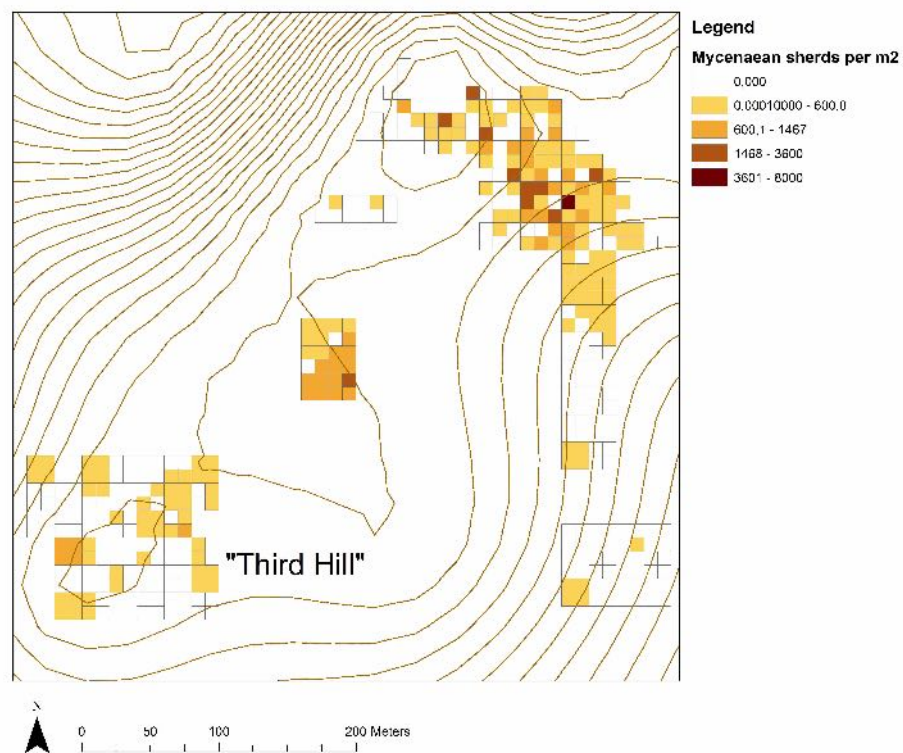 Legend
Mycenaean sherds per m2
0.000
0.00010000 - 600.0
600.1 - 1467
1468 - 3600
3601 - 8000
"Third Hill"
N
0 50 100 200 Meters